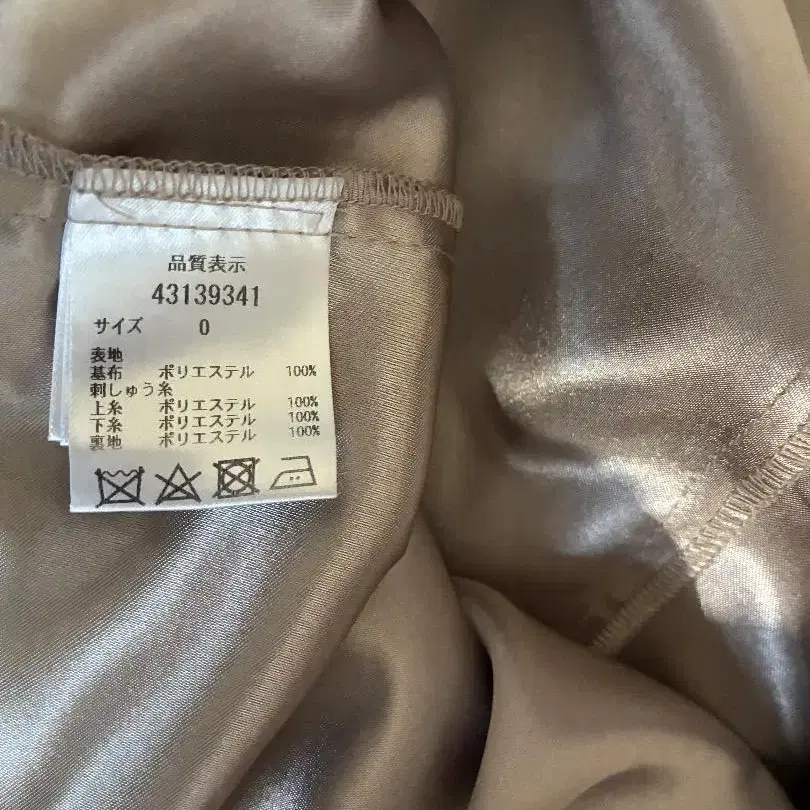 品質表示
43139341
サイズ 0
表地
基布 ポリエステル 100%
刺しゅう糸
上糸 ポリエステル 100%
下糸 ポリエステル 100%
裏地 ポリエステル 100%